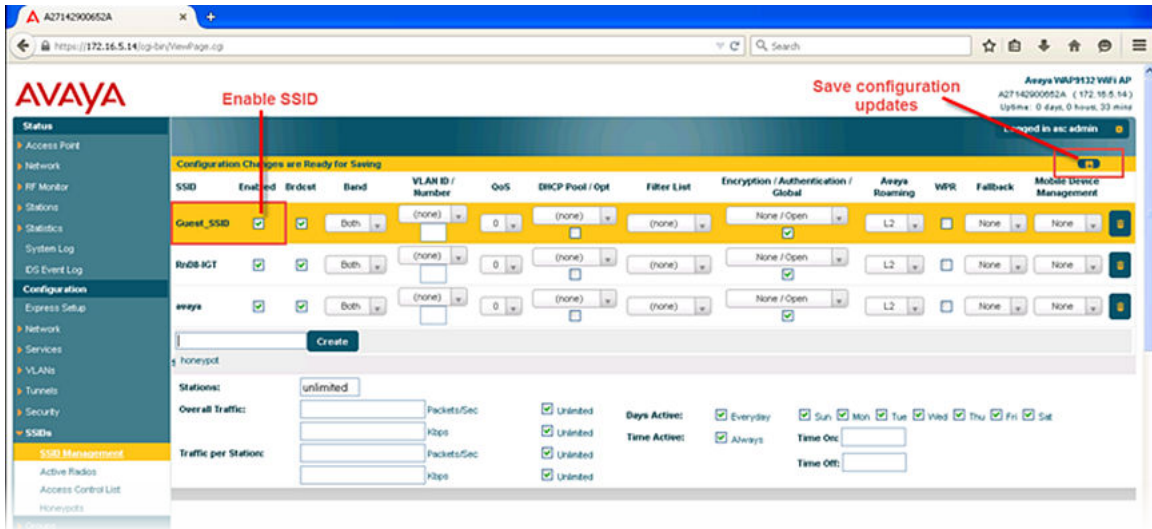 A27142900652A
https://172.16.5.14/cgi-bin/ViewPage.cgi
Search
AVAYA
Enable SSID
Save configuration
updates
Avaya WAP9132 WiFi AP
A27142900652A ( 172.16.5.14 )
Uptime: 0 days, 0 hours, 33 mins
Logged in as: admin
Status
Access Point
Network
RF Monitor
Stations
Statistics
System Log
IDS Event Log
Configuration
Express Setup
Network
Services
VLANs
Tunnels
Security
SSIDs
SSID Management
Active Radios
Access Control List
Honeypots
Groups
Configuration Changes are Ready for Saving
SSID Enabled Brdcst Band VLAN ID / Number QoS DHCP Pool / Opt Filter List Encryption / Authentication / Global Avaya Roaming WPR Fallback Mobile Device Management
Guest_SSID Both (none) 0 (none) (none) None / Open L2 None None
RnD8-IGT Both (none) 0 (none) (none) None / Open L2 None None
avaya Both (none) 0 (none) (none) None / Open L2 None None
Create
honeypot
Stations: unlimited
Overall Traffic: Packets/Sec Unlimited Days Active: Everyday Sun Mon Tue Wed Thu Fri Sat
Kbps Unlimited Time Active: Always Time On:
Traffic per Station: Packets/Sec Unlimited Time Off:
Kbps Unlimited